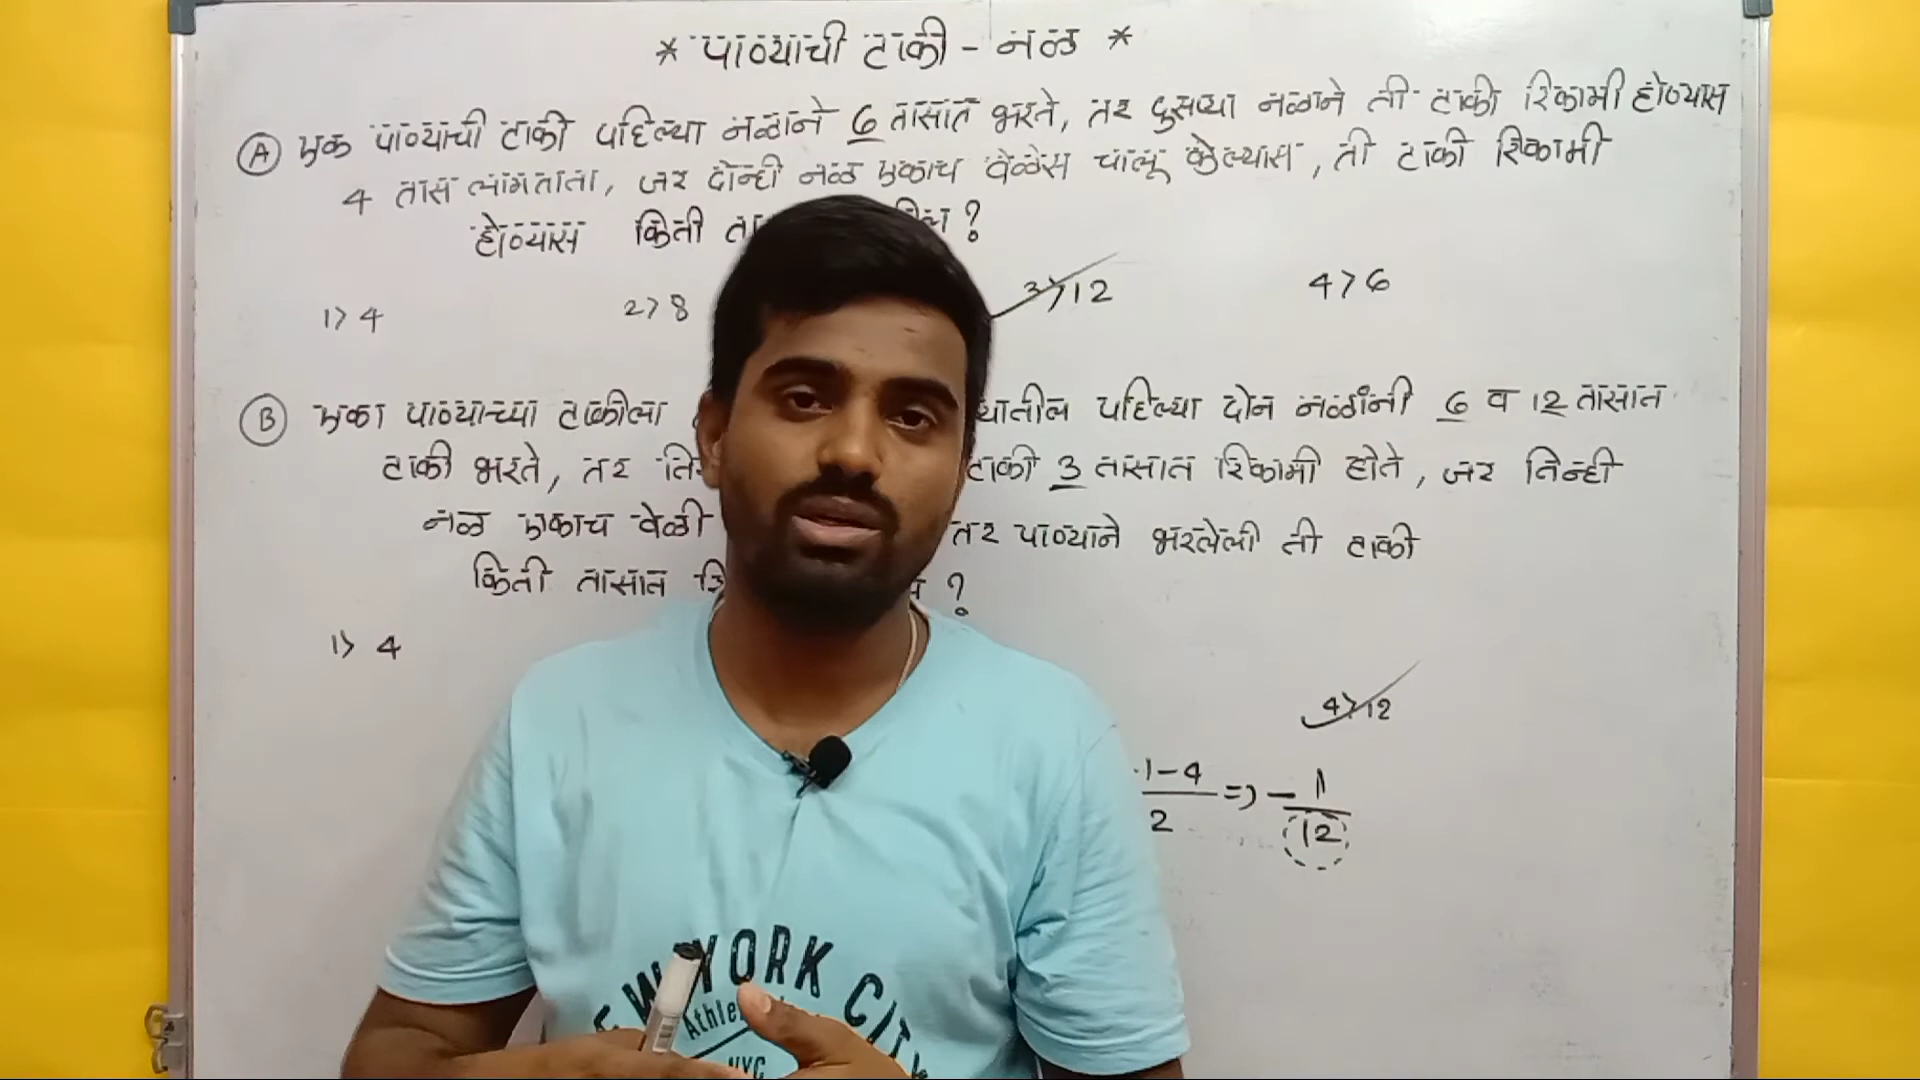 * पाण्याची टाकी - नळ *
A एक पाण्याची टाकी पहिल्या नळाने 6 तासात भरते, तर दुसऱ्या नळाने ती टाकी रिकामी होण्यास
4 तास लागतात, जर दोन्ही नळ एकाच वेळेस चालू केल्यास, ती टाकी रिकामी
होण्यास किती ?
1> 4 2> 8 3> 12 4> 6
B एका पाण्याच्या टाकीला पहिल्या दोन नळांनी 6 व 12 तासात
टाकी भरते, तर टाकी 3 तासात रिकामी होते, जर तिन्ही
नळ एकाच वेळी तर पाण्याने भरलेली ती टाकी
किती तासात ?
1> 4 4> 12
1-4
2
=> - 1
12
NEW YORK CITY
Athle
NYC